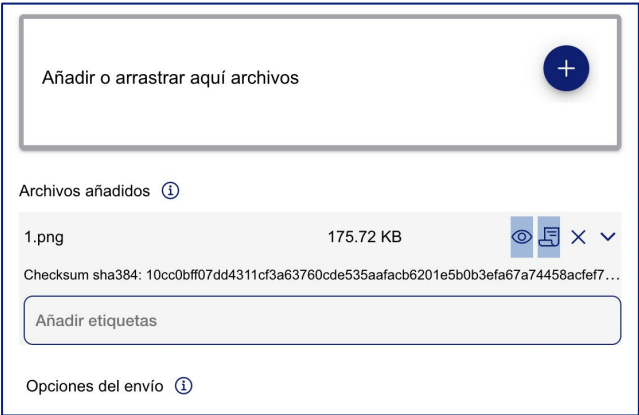 Añadir o arrastrar aquí archivos
Archivos añadidos
1.png 175.72 KB
Checksum sha384: 10cc0bff07dd4311cf3a63760cde535aafacb6201e5b0b3efa67a74458acfef7...
Añadir etiquetas
Opciones del envío